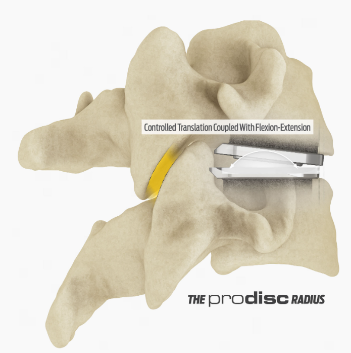 Controlled Translation Coupled With Flexion-Extension
THE prodisc RADIUS